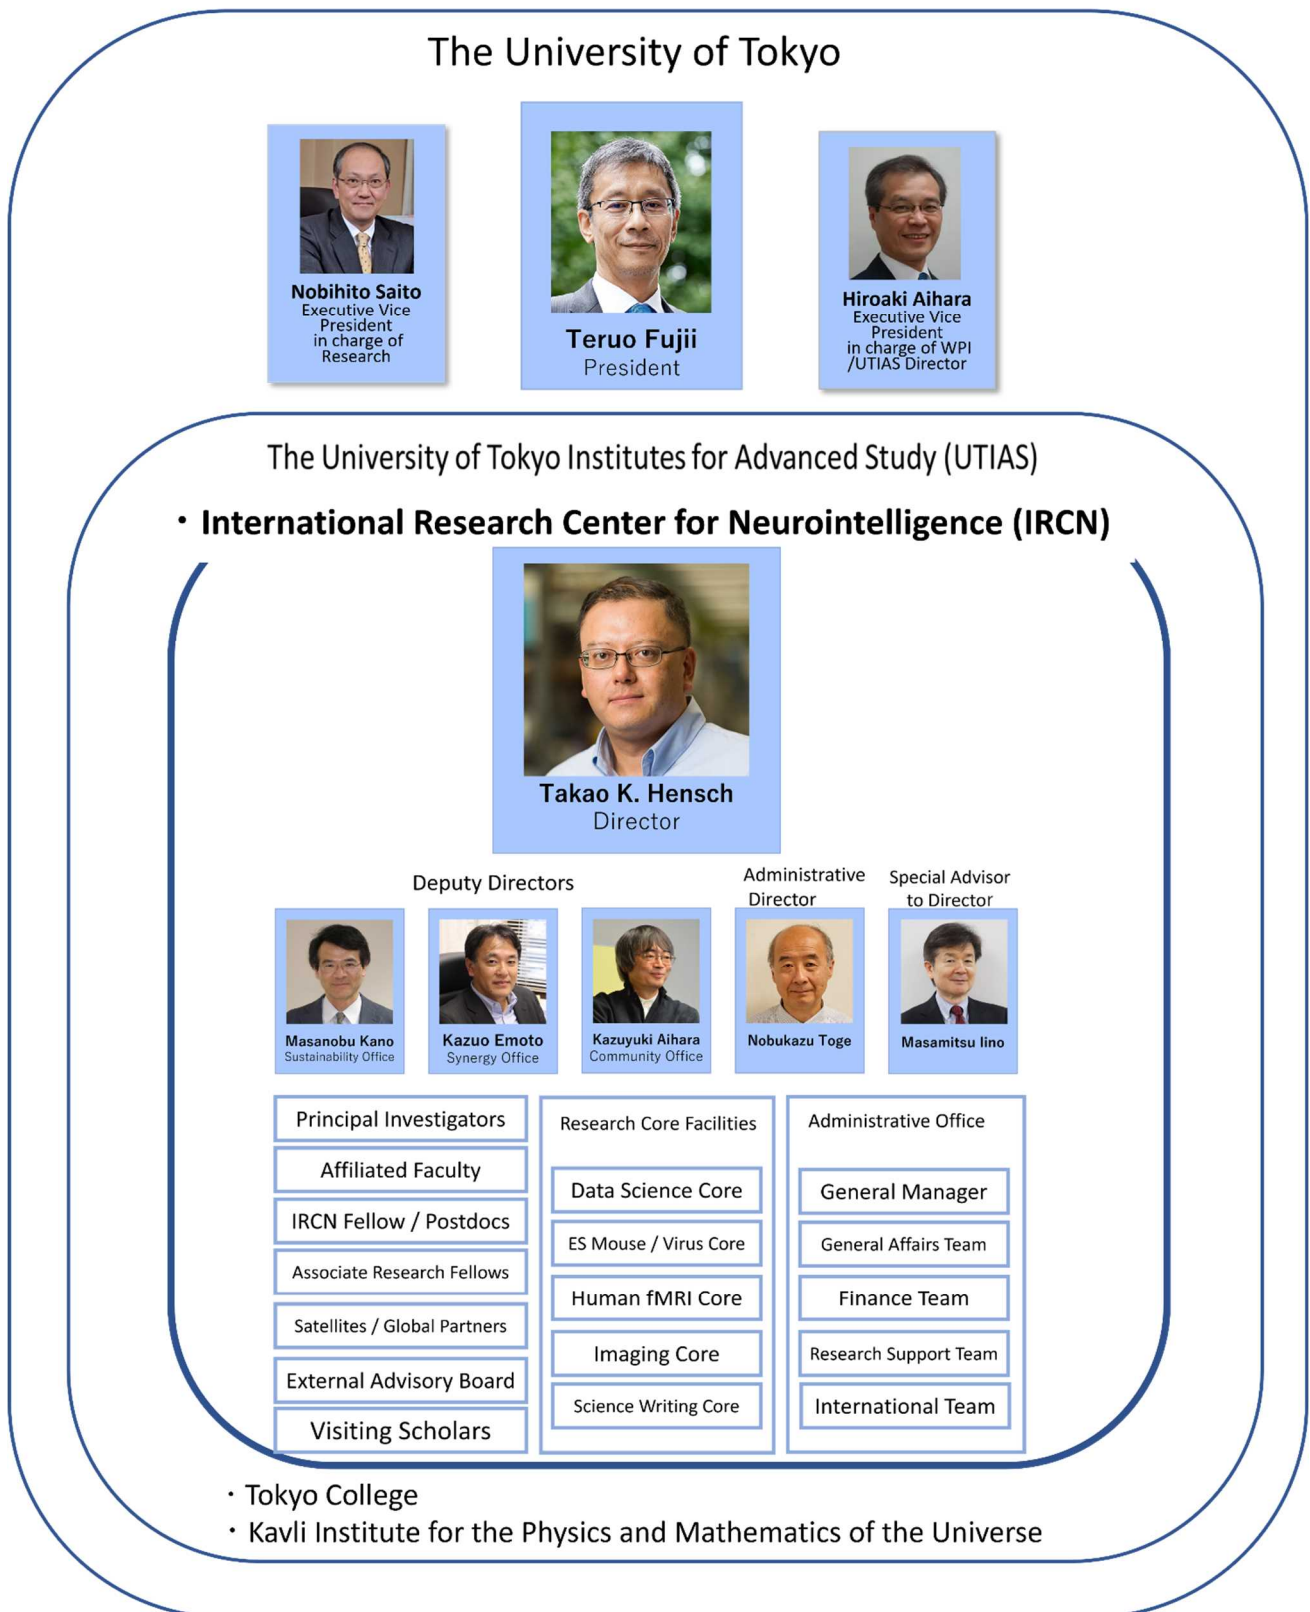 The University of Tokyo
Nobihito Saito
Executive Vice
President
in charge of
Research
Teruo Fujii
President
Hiroaki Aihara
Executive Vice
President
in charge of WPI
/UTIAS Director
The University of Tokyo Institutes for Advanced Study (UTIAS)
・International Research Center for Neurointelligence (IRCN)
Takao K. Hensch
Director
Deputy Directors
Administrative
Director
Special Advisor
to Director
Masanobu Kano
Sustainability Office
Kazuo Emoto
Synergy Office
Kazuyuki Aihara
Community Office
Nobukazu Toge
Masamitsu Iino
Principal Investigators
Affiliated Faculty
IRCN Fellow / Postdocs
Associate Research Fellows
Satellites / Global Partners
External Advisory Board
Visiting Scholars
Research Core Facilities
Data Science Core
ES Mouse / Virus Core
Human fMRI Core
Imaging Core
Science Writing Core
Administrative Office
General Manager
General Affairs Team
Finance Team
Research Support Team
International Team
・Tokyo College
・Kavli Institute for the Physics and Mathematics of the Universe